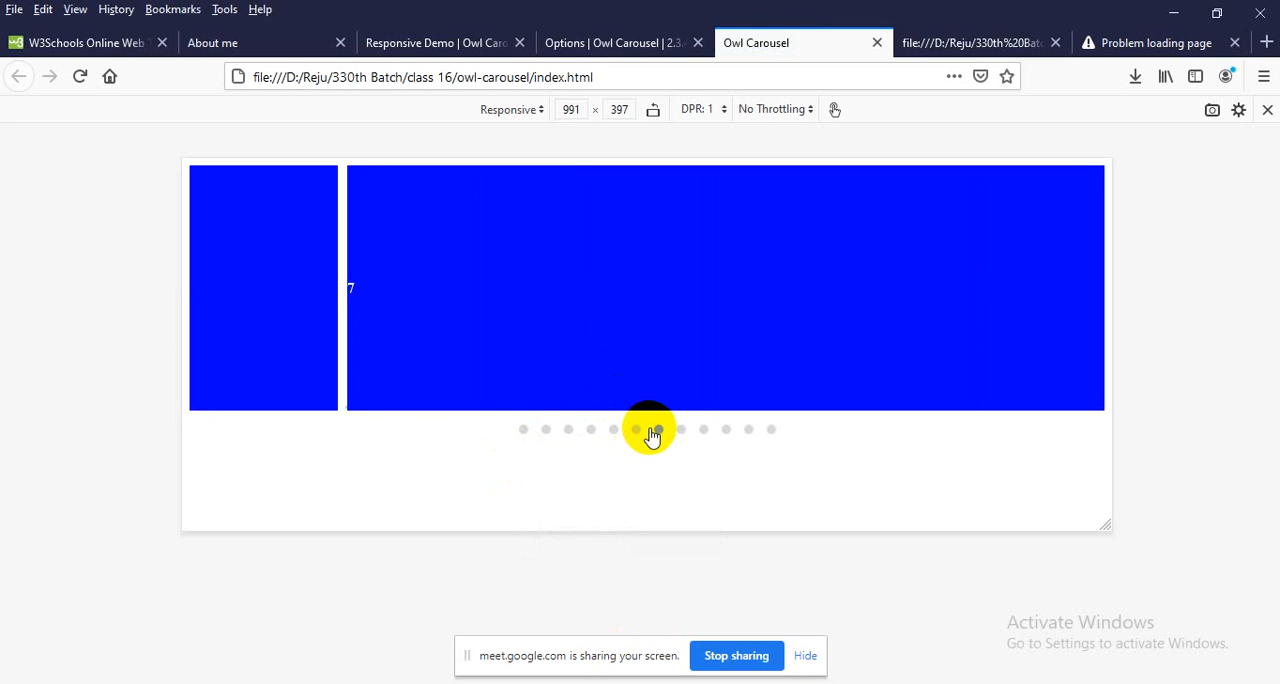 File Edit View History Bookmarks Tools Help
W3Schools Online Web T About me Responsive Demo | Owl Caro Options | Owl Carousel | 2.3. Owl Carousel file:///D:/Reju/330th%20Batc Problem loading page
file:///D:/Reju/330th Batch/class 16/owl-carousel/index.html
Responsive 991 × 397 DPR: 1 No Throttling
7
Activate Windows
Go to Settings to activate Windows.
meet.google.com is sharing your screen. Stop sharing Hide